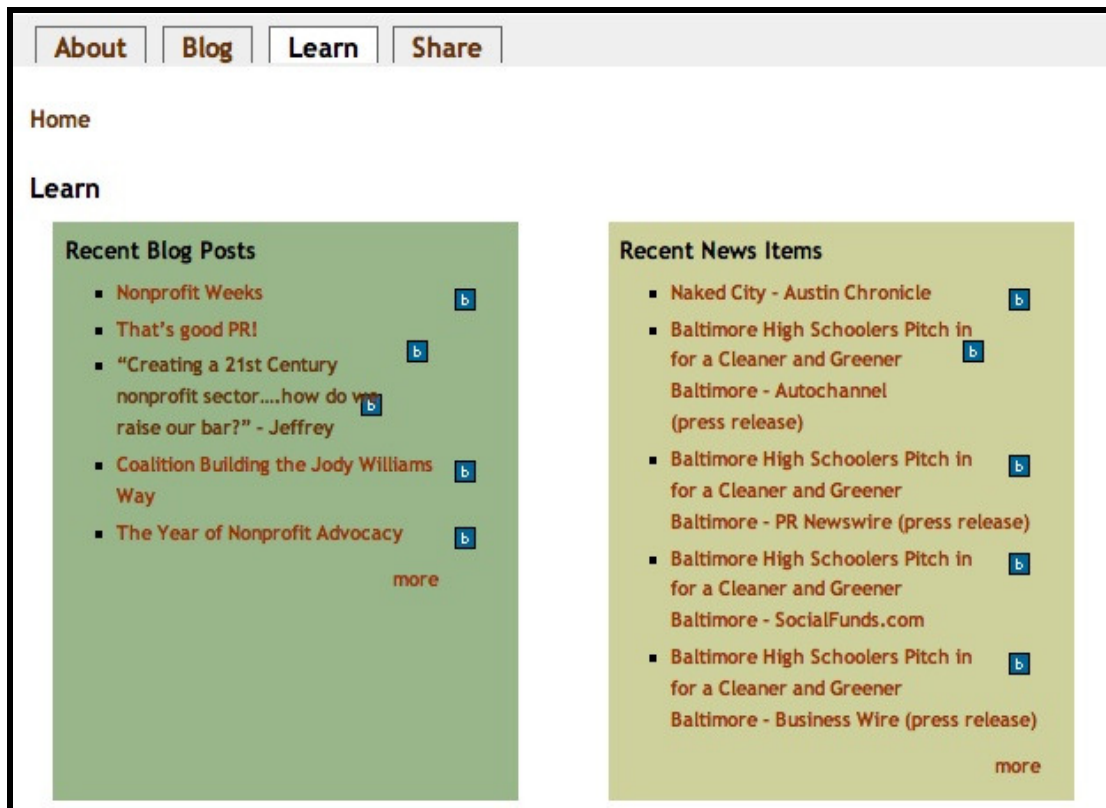 About Blog Learn Share
Home
Learn
Recent Blog Posts
Nonprofit Weeks b
That's good PR! b
“Creating a 21st Century
nonprofit sector....how do we b
raise our bar?” - Jeffrey
Coalition Building the Jody Williams b
Way
The Year of Nonprofit Advocacy b
more
Recent News Items
Naked City - Austin Chronicle b
Baltimore High Schoolers Pitch in b
for a Cleaner and Greener
Baltimore - Autochannel
(press release)
Baltimore High Schoolers Pitch in b
for a Cleaner and Greener
Baltimore - PR Newswire (press release)
Baltimore High Schoolers Pitch in b
for a Cleaner and Greener
Baltimore - SocialFunds.com
Baltimore High Schoolers Pitch in b
for a Cleaner and Greener
Baltimore - Business Wire (press release)
more